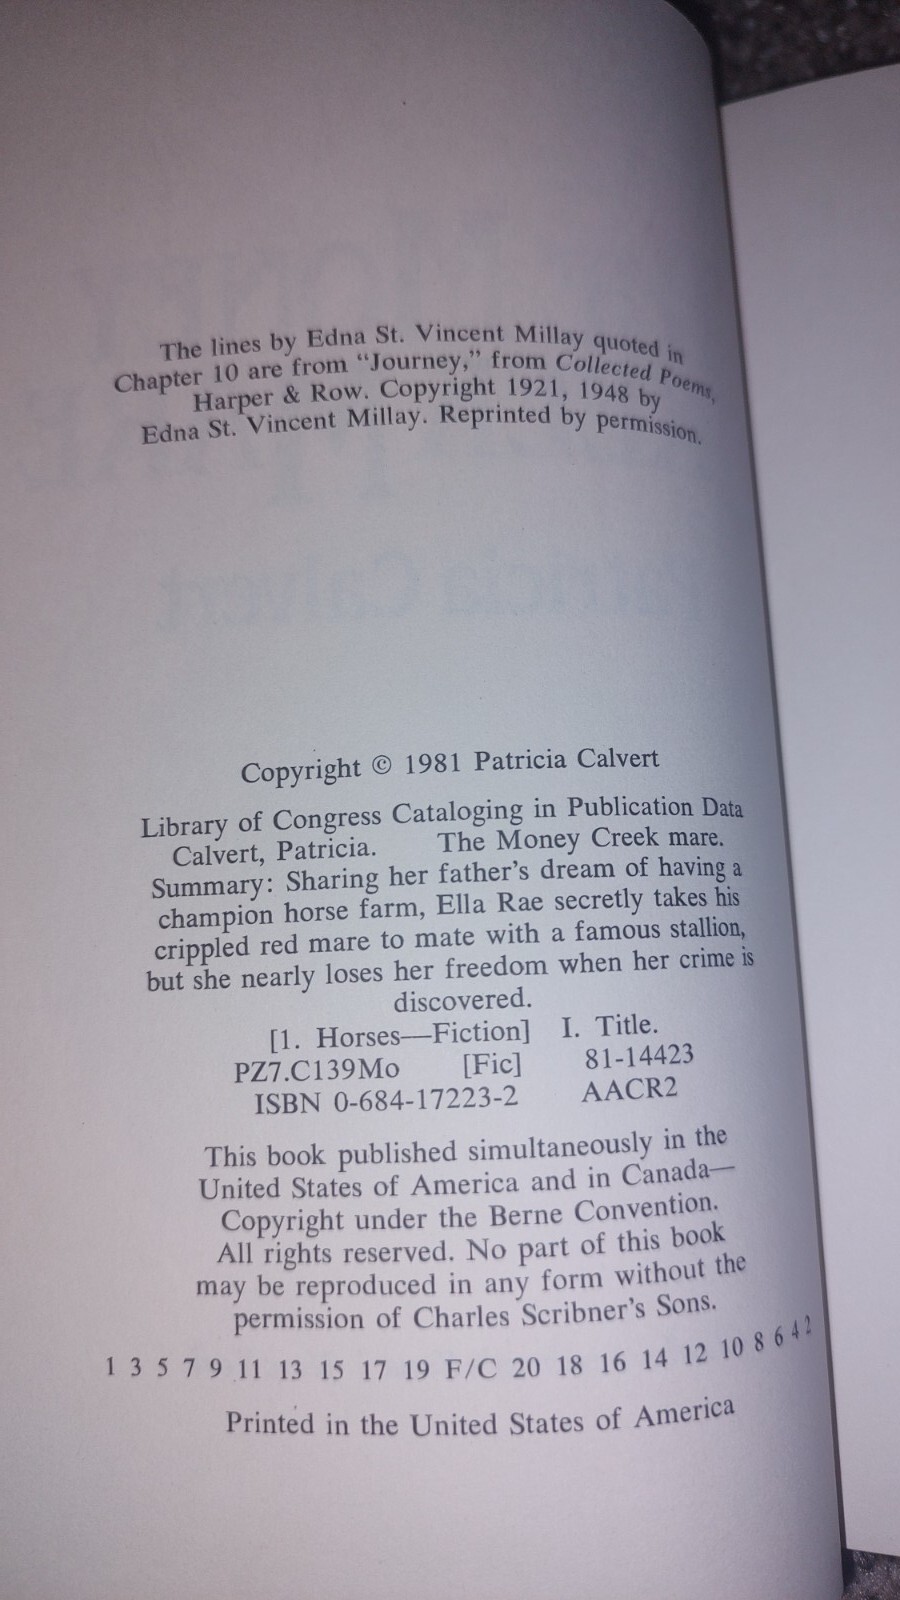 The lines by Edna St. Vincent Millay quoted in
Chapter 10 are from “Journey,” from Collected Poems,
Harper & Row. Copyright 1921, 1948 by
Edna St. Vincent Millay. Reprinted by permission.
Copyright © 1981 Patricia Calvert
Library of Congress Cataloging in Publication Data
Calvert, Patricia. The Money Creek mare.
Summary: Sharing her father’s dream of having a
champion horse farm, Ella Rae secretly takes his
crippled red mare to mate with a famous stallion,
but she nearly loses her freedom when her crime is
discovered.
[1. Horses—Fiction] I. Title.
PZ7.C139Mo [Fic] 81-14423
ISBN 0-684-17223-2 AACR2
This book published simultaneously in the
United States of America and in Canada—
Copyright under the Berne Convention.
All rights reserved. No part of this book
may be reproduced in any form without the
permission of Charles Scribner’s Sons.
1 3 5 7 9 11 13 15 17 19 F/C 20 18 16 14 12 10 8 6 4 2
Printed in the United States of America